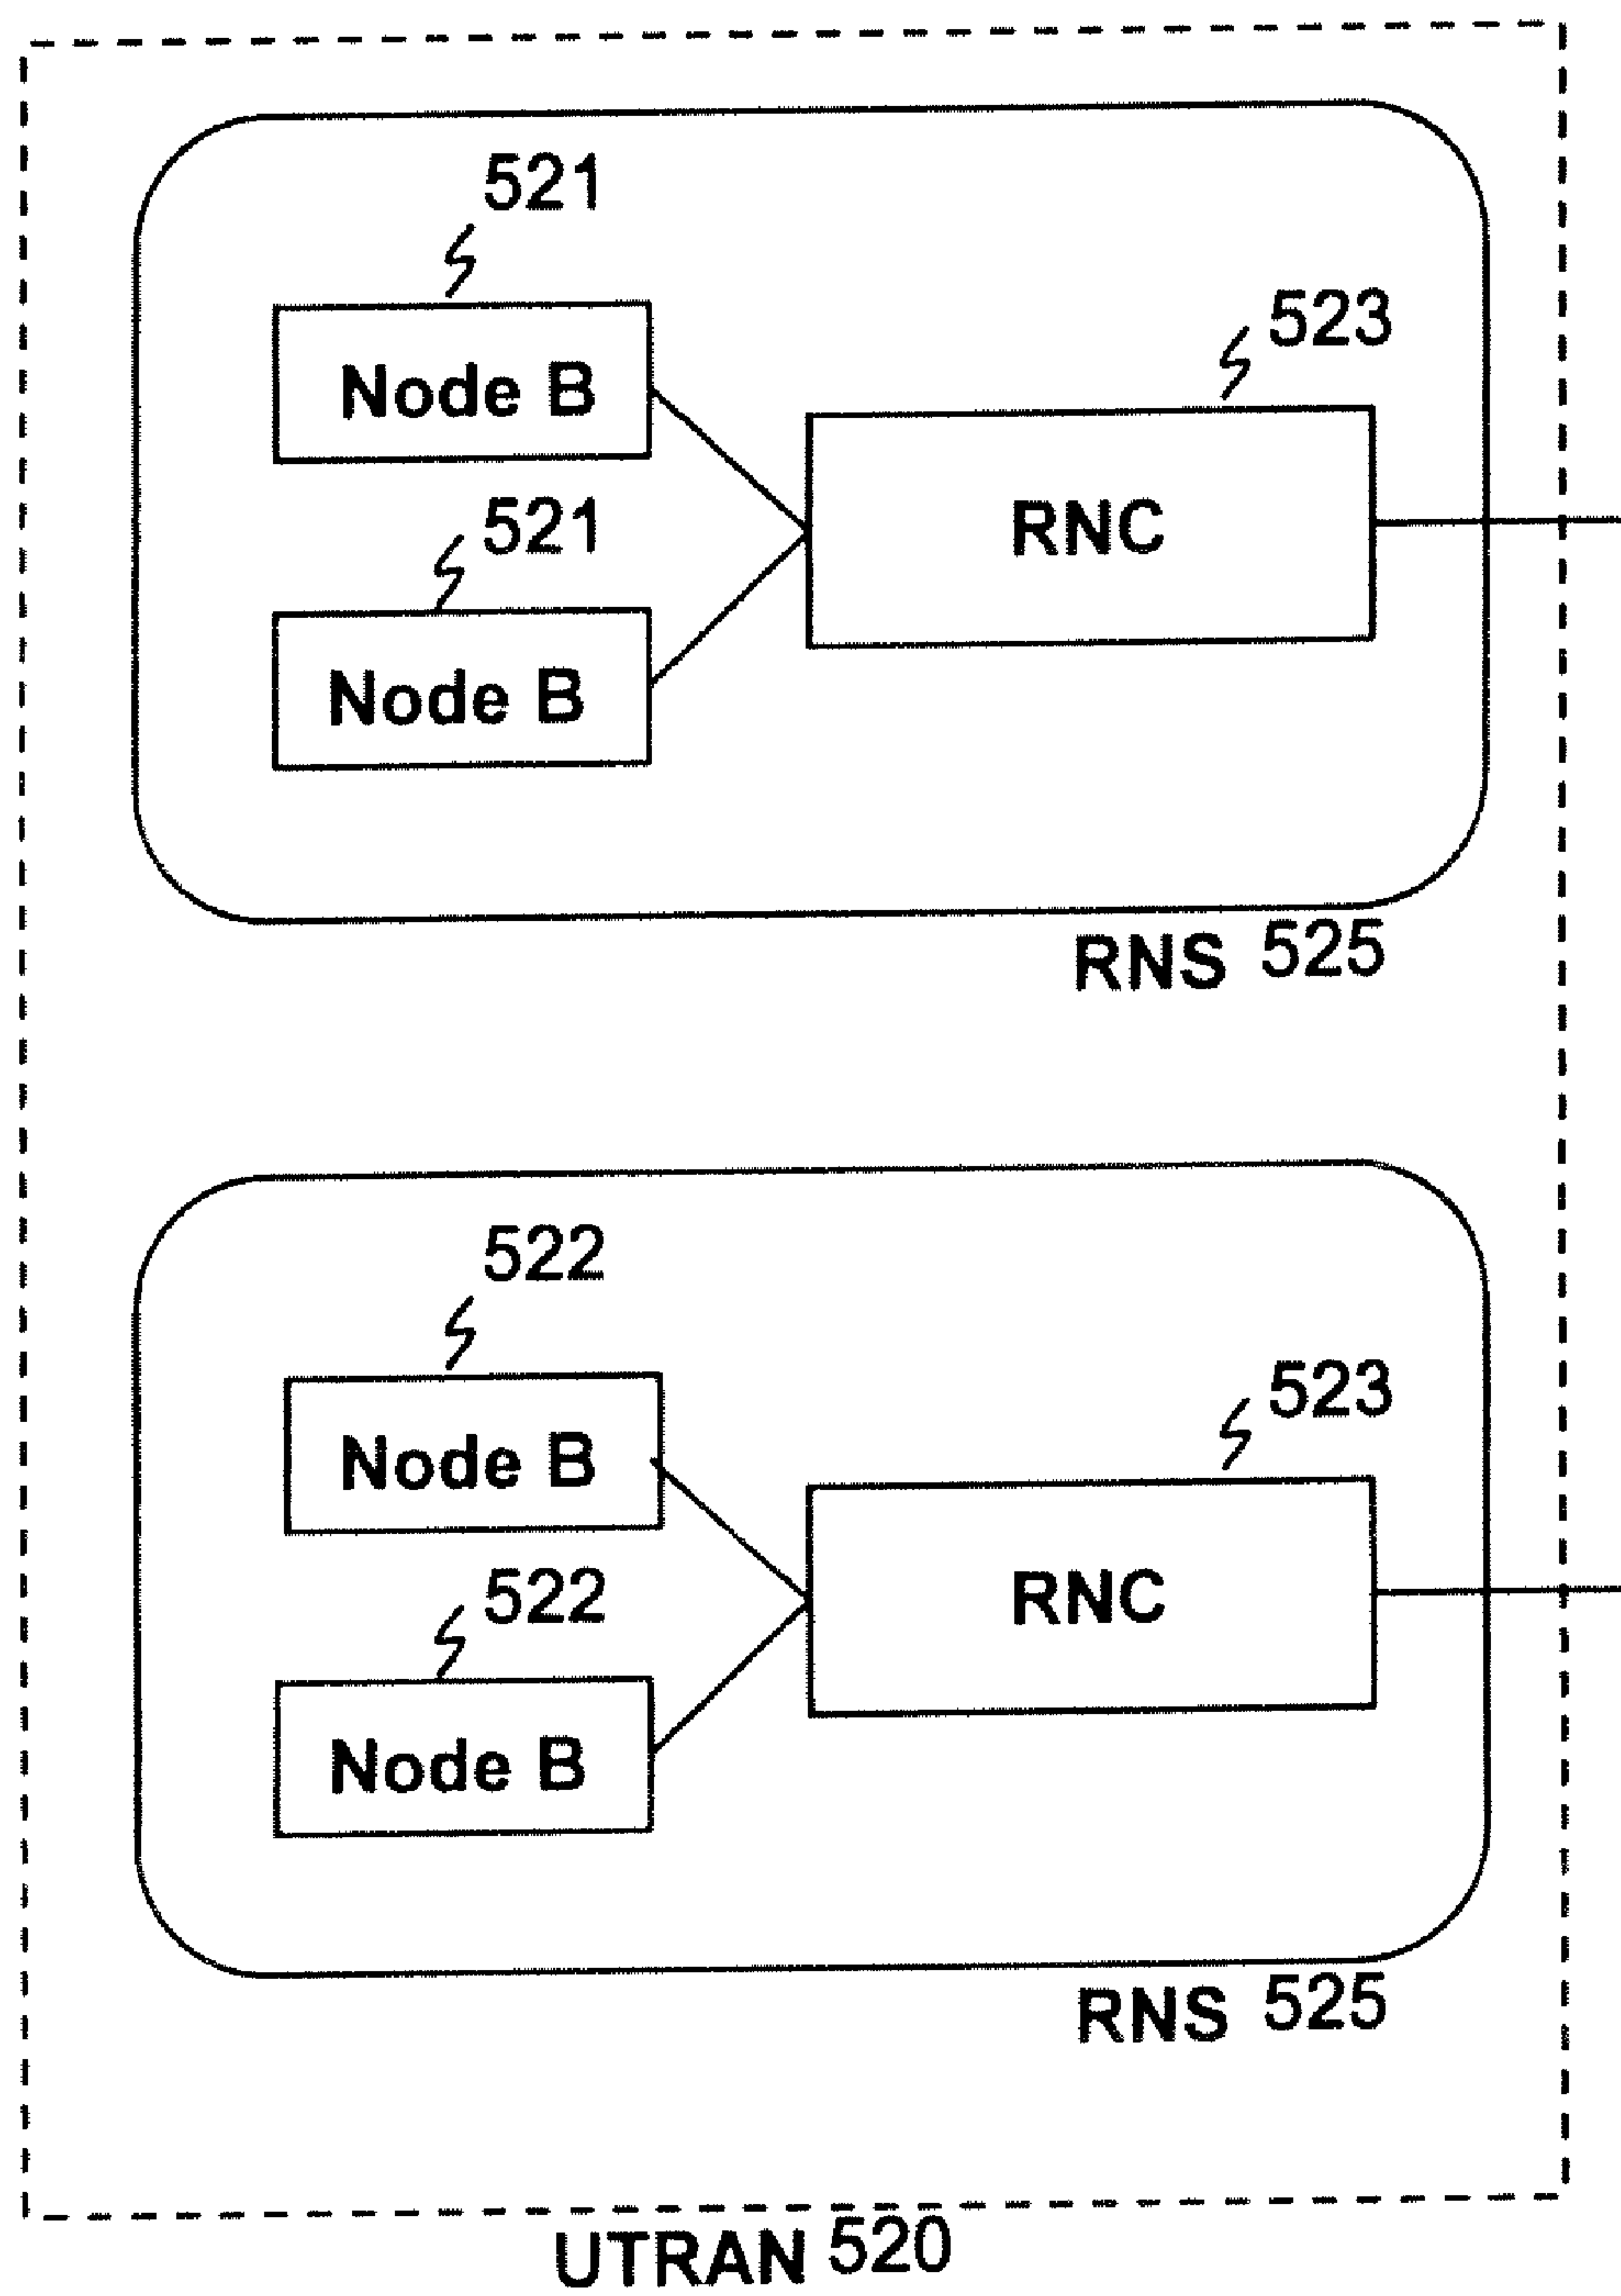 521
Node B
523
RNC
521
Node B
RNS 525
522
Node B
523
RNC
522
Node B
RNS 525
UTRAN 520